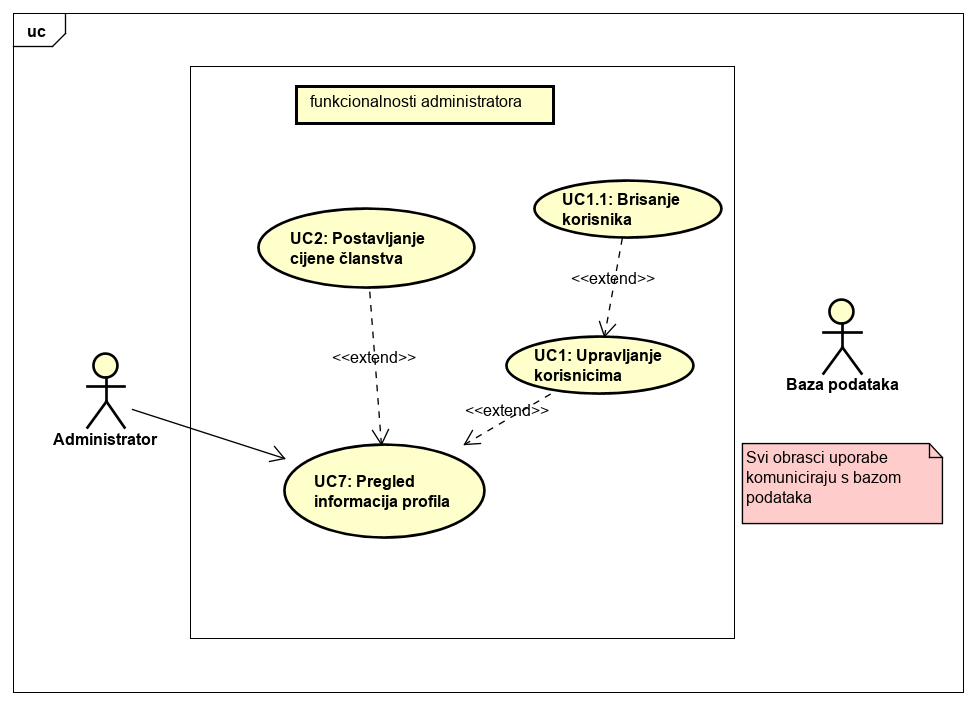 uc
funkcionalnosti administratora
UC1.1: Brisanje
korisnika
UC2: Postavljanje
cijene članstva
<<extend>>
<<extend>>
UC1: Upravljanje
korisnicima
<<extend>>
Baza podataka
Administrator
UC7: Pregled
informacija profila
Svi obrasci uporabe
komuniciraju s bazom
podataka